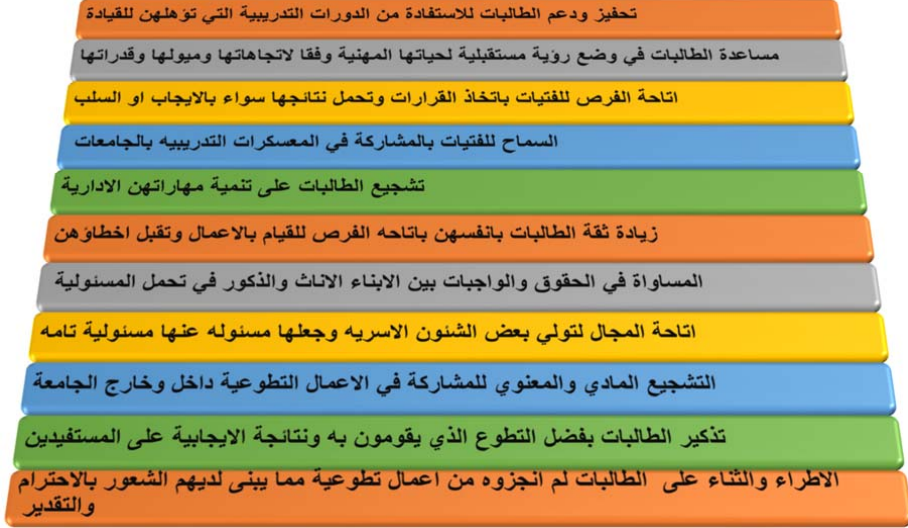 تحفيز ودعم الطالبات للاستفادة من الدورات التدريبية التي تؤهلهن للقيادة
مساعدة الطالبات في وضع رؤية مستقبلية لحياتها المهنية وفقا لاتجاهاتها وميولها وقدراتها
اتاحة الفرص للفتيات باتخاذ القرارات وتحمل نتائجها سواء بالايجاب او السلب
السماح للفتيات بالمشاركة في المعسكرات التدريبيه بالجامعات
تشجيع الطالبات على تنمية مهاراتهن الادارية
زيادة ثقة الطالبات بانفسهن باتاحه الفرص للقيام بالاعمال وتقبل اخطاؤهن
المساواة في الحقوق والواجبات بين الابناء الاناث والذكور في تحمل المسئولية
اتاحة المجال لتولي بعض الشئون الاسريه وجعلها مسئوله عنها مسئولية تامه
التشجيع المادي والمعنوي للمشاركة في الاعمال التطوعية داخل وخارج الجامعة
تذكير الطالبات بفضل التطوع الذي يقومون به ونتائجة الايجابية على المستفيدين
الاطراء والثناء على الطالبات لم انجزوه من اعمال تطوعية مما يبنى لديهم الشعور بالاحترام
والتقدير